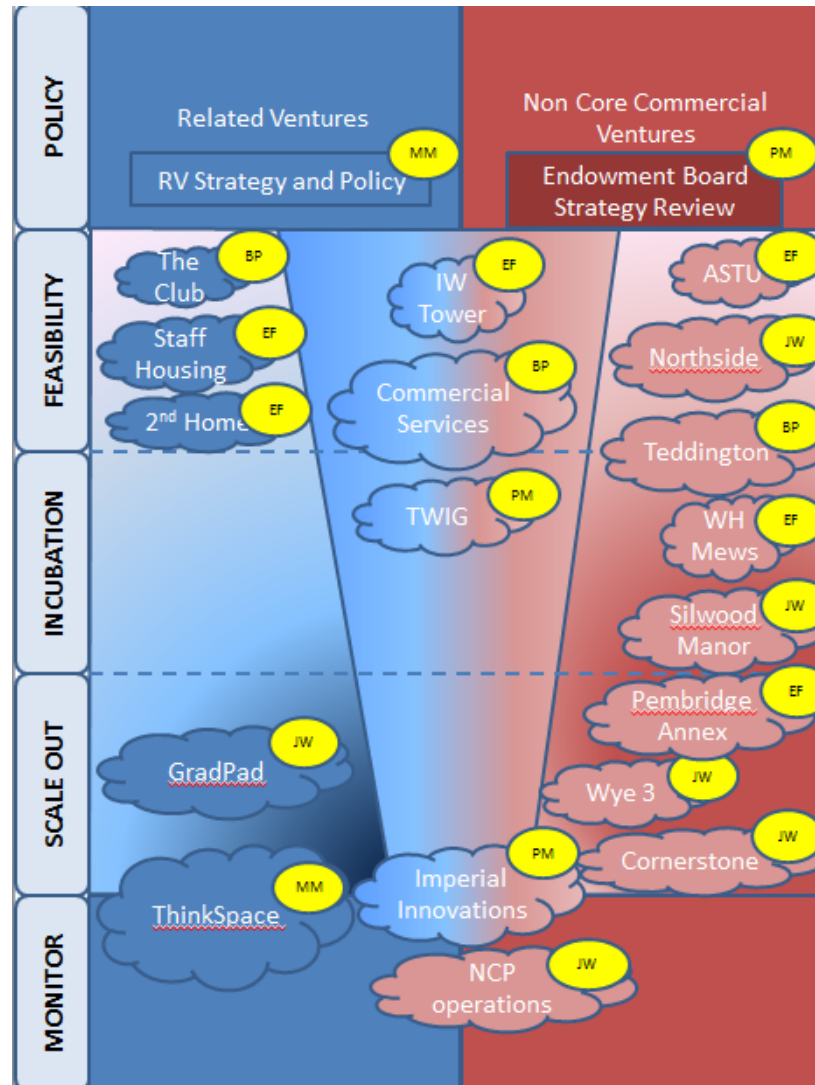 POLICY
Related Ventures
MM
RV Strategy and Policy
Non Core Commercial
Ventures
PM
Endowment Board
Strategy Review
FEASIBILITY
The
Club
BP
Staff
Housing
EF
2nd Home
EF
IW
Tower
EF
Commercial
Services
BP
ASTU
EF
Northside
JW
Teddington
BP
INCUBATION
TWIG
PM
WH
Mews
EF
Silwood
Manor
JW
SCALE OUT
GradPad
JW
Pembridge
Annex
EF
Wye 3
JW
Cornerstone
JW
Imperial
Innovations
PM
ThinkSpace
MM
MONITOR
NCP
operations
JW